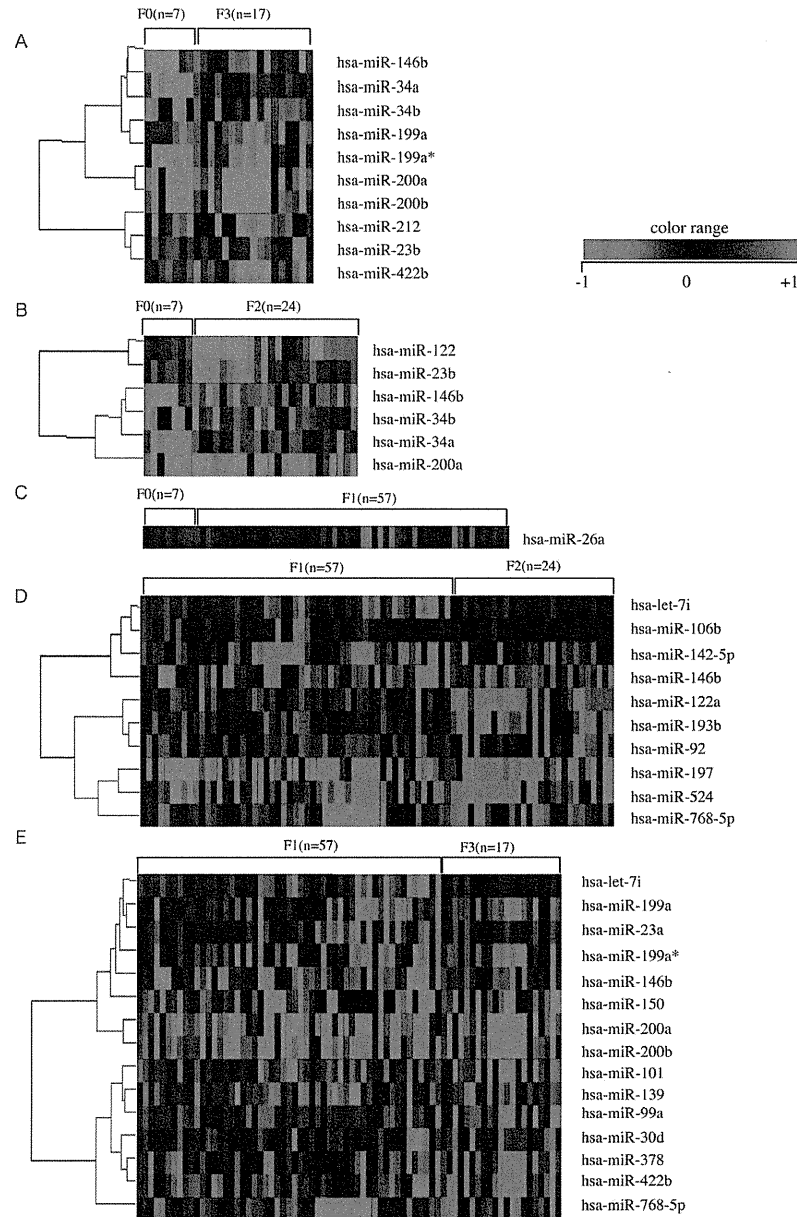 A
F0(n=7) F3(n=17)
hsa-miR-146b
hsa-miR-34a
hsa-miR-34b
hsa-miR-199a
hsa-miR-199a*
hsa-miR-200a
hsa-miR-200b
hsa-miR-212
hsa-miR-23b
hsa-miR-422b
color range
-1 0 +1
B
F0(n=7) F2(n=24)
hsa-miR-122
hsa-miR-23b
hsa-miR-146b
hsa-miR-34b
hsa-miR-34a
hsa-miR-200a
C
F0(n=7) F1(n=57)
hsa-miR-26a
D
F1(n=57) F2(n=24)
hsa-let-7i
hsa-miR-106b
hsa-miR-142-5p
hsa-miR-146b
hsa-miR-122a
hsa-miR-193b
hsa-miR-92
hsa-miR-197
hsa-miR-524
hsa-miR-768-5p
E
F1(n=57) F3(n=17)
hsa-let-7i
hsa-miR-199a
hsa-miR-23a
hsa-miR-199a*
hsa-miR-146b
hsa-miR-150
hsa-miR-200a
hsa-miR-200b
hsa-miR-101
hsa-miR-139
hsa-miR-99a
hsa-miR-30d
hsa-miR-378
hsa-miR-422b
hsa-miR-768-5p